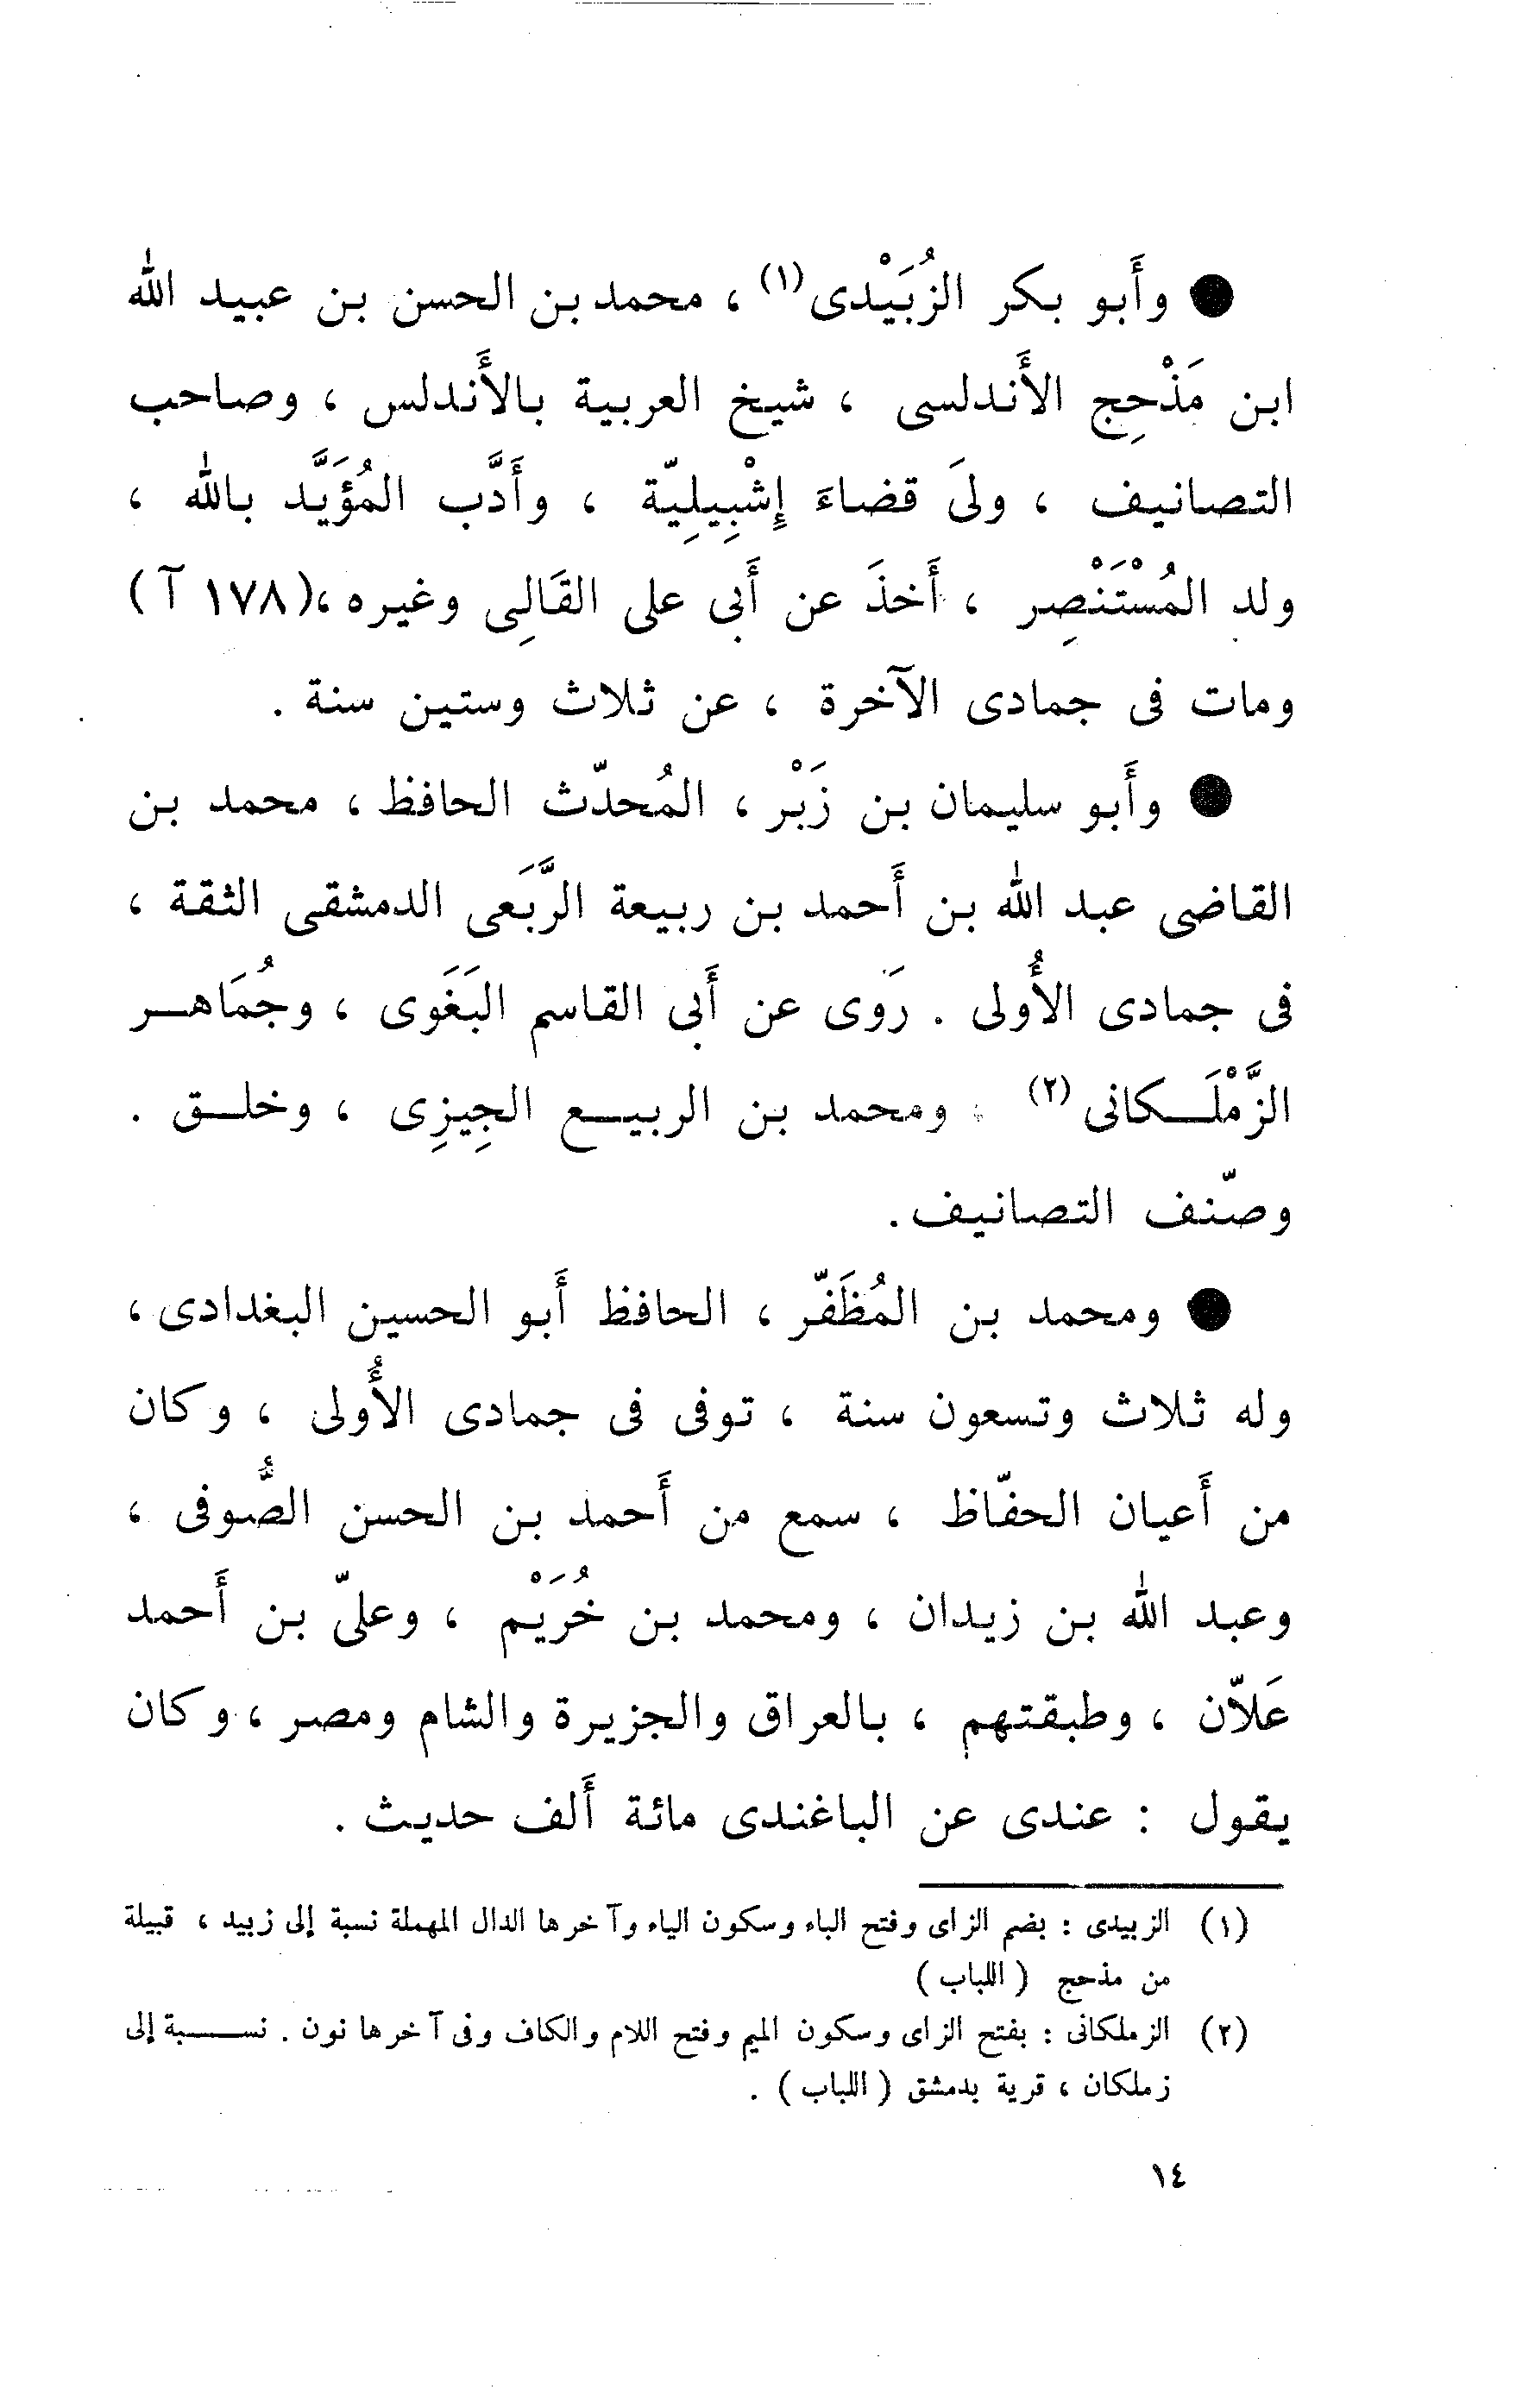 ● وأَبو بكر الزُبَيْدى(١) ، محمد بن الحسن بن عبيد الله
ابن مَذْحِج الأَندلسى ، شيخ العربية بالأَندلس ، وصاحب
التصانيف ، ولىَ قضاءَ إِشْبِيلِيّة ، وأَدَّب المُؤَيَّد بالله ،
ولد المُسْتَنْصِر ، أَخذَ عن أَبى على القَالِى وغيره ،(١٧٨ آ)
ومات فى جمادى الآخرة ، عن ثلاث وستين سنة .
● وأَبو سليمان بن زَبْر ، المُحدّث الحافظ ، محمد بن
القاضى عبد الله بن أَحمد بن ربيعة الرَّبَعى الدمشقى الثقة ،
فى جمادى الأُولى . رَوى عن أَبى القاسم البَغَوى ، وجُمَاهـر
الزَّمْلَـكانى (٢) ، ومحمد بن الربيـع الجِيزِى ، وخلـق .
وصّنف التصانيف .
● ومحمد بن المُظَفّر ، الحافظ أَبو الحسين البغدادى ،
وله ثلاث وتسعون سنة ، توفى فى جمادى الأُولى ، وكان
من أَعيان الحفّاظ ، سمع من أَحمد بن الحسن الصُّوفى ،
وعبد الله بن زيدان ، ومحمد بن خُرَيْم ، وعلىّ بن أَحمد
عَلاّن ، وطبقتهم ، بالعراق والجزيرة والشام ومصر ، وكان
يقول : عندى عن الباغندى مائة أَلف حديث .
(١) الزبيدى : بضم الزاى وفتح الباء وسكون الياء وآخرها الدال المهملة نسبة إلى زبيد ، قبيلة
من مذحج ( اللباب )
(٢) الزملكانى : بفتح الزاى وسكون الميم وفتح اللام والكاف وفى آخرها نون . نســبة إلى
زملكان ، قرية بدمشق ( اللباب ) .
١٤